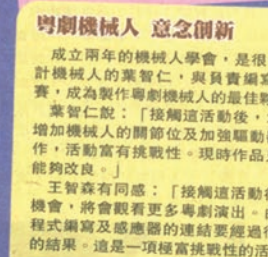 粵劇機械人 意念創新
成立兩年的機械人學會，是很
計機械人的葉智仁，與負責編寫
賽，成為製作粵劇機械人的最佳
葉智仁說：「接觸這活動後，
增加機械人的關節位及加強驅動
作，活動富有挑戰性。現時作品
能夠改良。」
王智森有同感：「接觸這活動
機會，將會觀看更多粵劇演出。
程式編寫及感應器的連結要經過
的結果。這是一項極富挑戰性的活